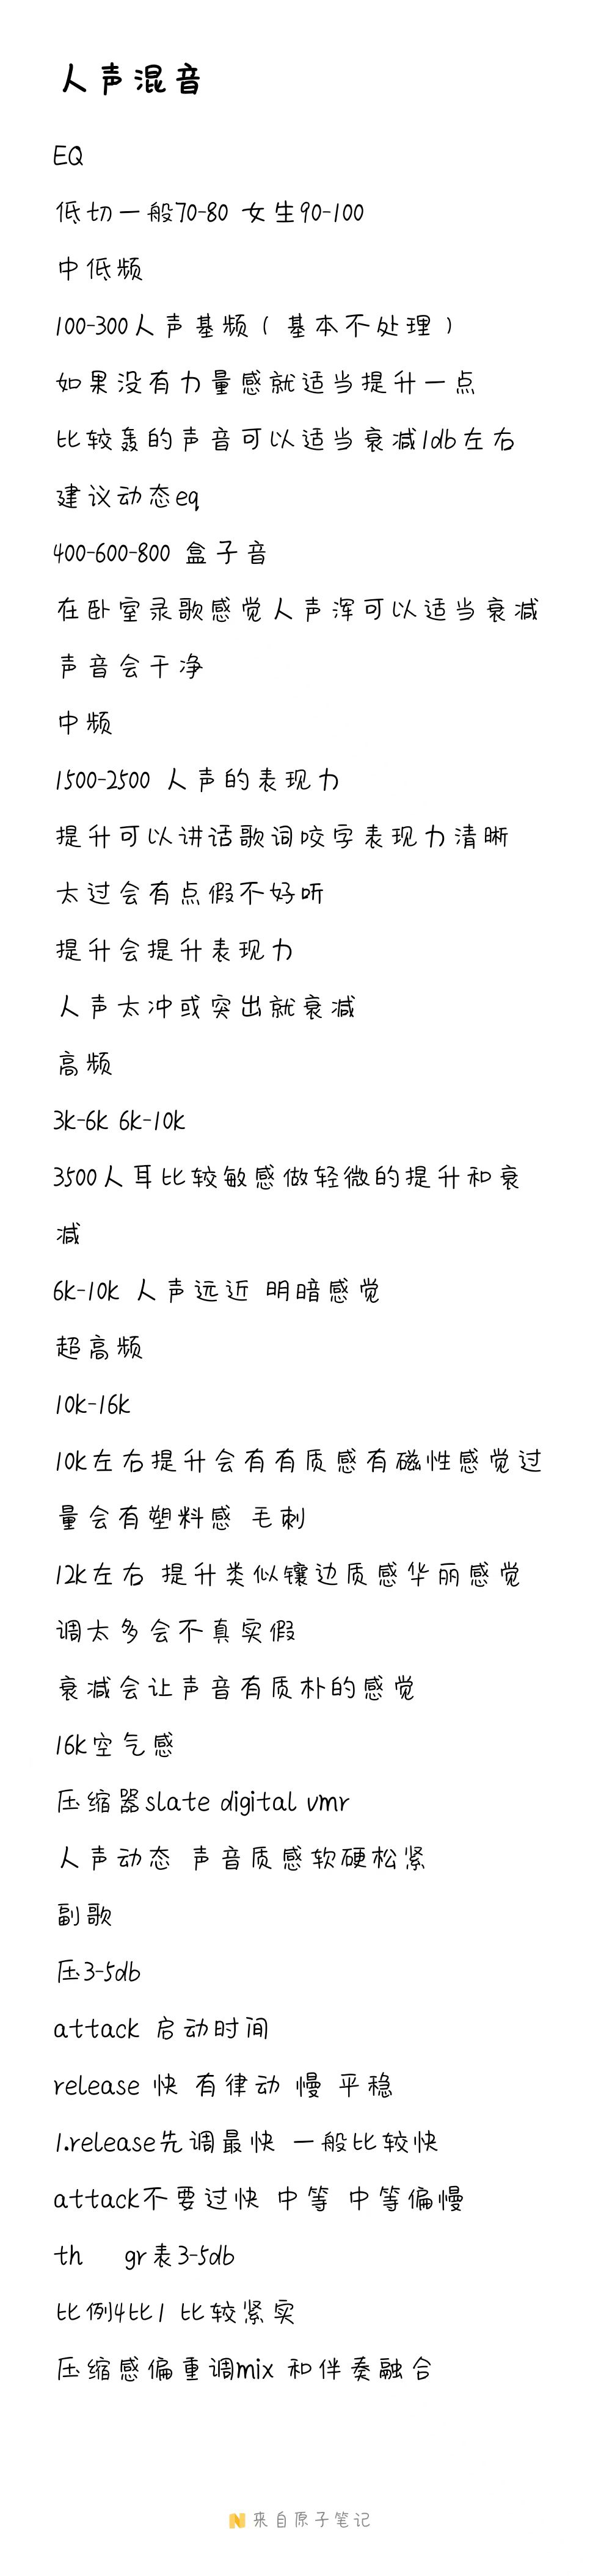 人声混音
EQ
低切一般70-80 女生90-100
中低频
100-300人声基频（基本不处理）
如果没有力量感就适当提升一点
比较轰的声音可以适当衰减1db左右
建议动态eq
400-600-800 盒子音
在卧室录歌感觉人声浑可以适当衰减
声音会干净
中频
1500-2500 人声的表现力
提升可以讲话歌词咬字表现力清晰
太过会有点假不好听
提升会提升表现力
人声太冲或突出就衰减
高频
3k-6k 6k-10k
3500人耳比较敏感做轻微的提升和衰
减
6k-10k 人声远近 明暗感觉
超高频
10k-16k
10k左右提升会有有质感有磁性感觉过
量会有塑料感 毛刺
12k左右 提升类似镶边质感华丽感觉
调太多会不真实假
衰减会让声音有质朴的感觉
16k空气感
压缩器slate digital vmr
人声动态 声音质感软硬松紧
副歌
压3-5db
attack 启动时间
release 快 有律动 慢 平稳
1.release先调最快 一般比较快
attack不要过快 中等 中等偏慢
th gr表3-5db
比例4比1 比较紧实
压缩感偏重调mix 和伴奏融合
来自原子笔记